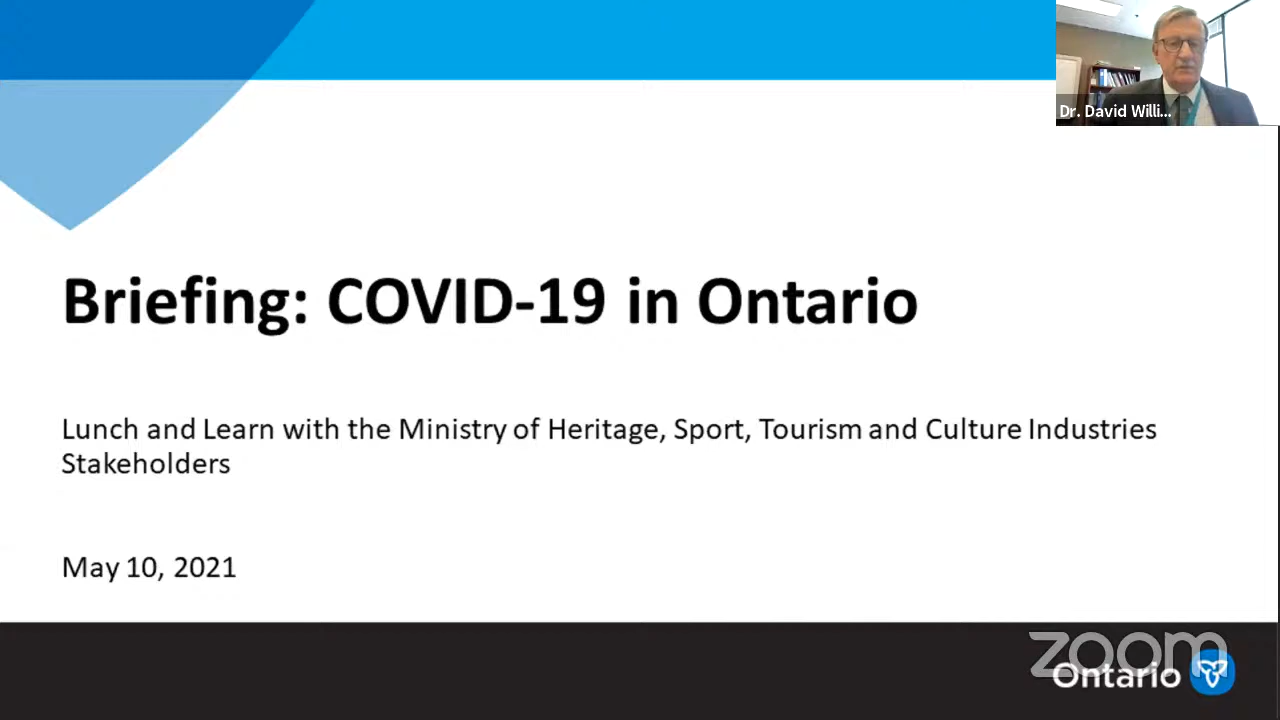 Dr. David Willi...
Briefing: COVID-19 in Ontario
Lunch and Learn with the Ministry of Heritage, Sport, Tourism and Culture Industries
Stakeholders
May 10, 2021
zoom
Ontario